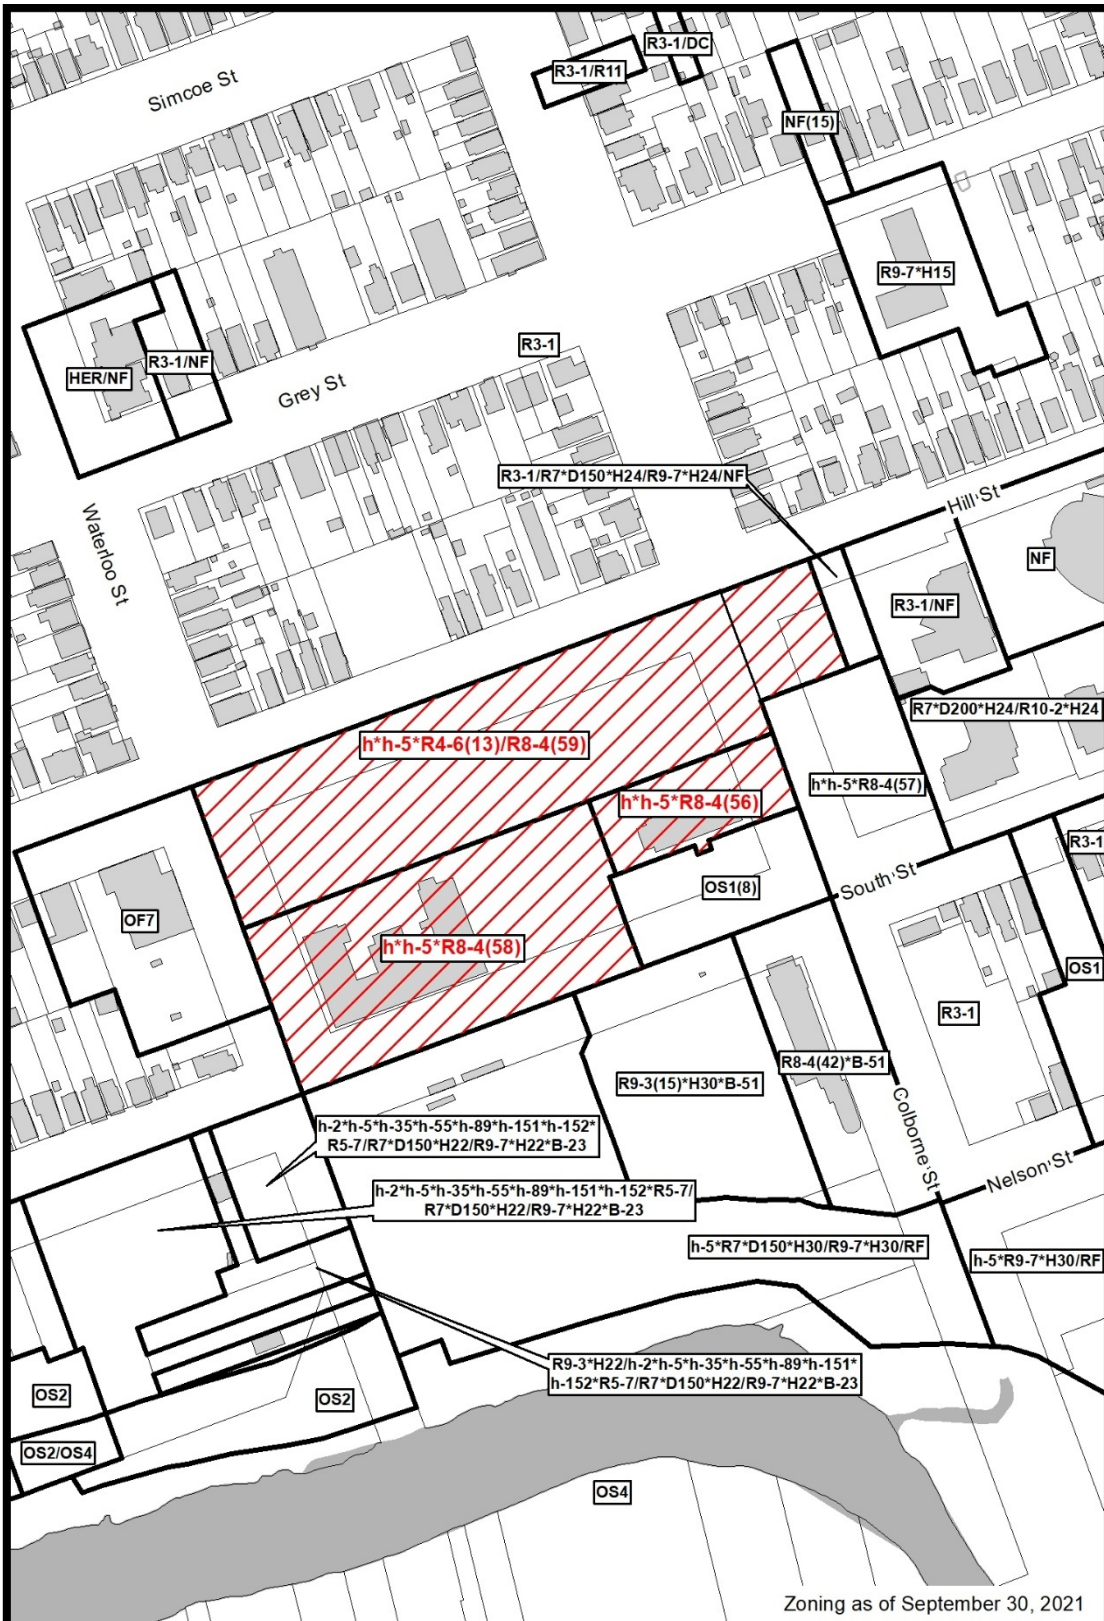 R3-1/DC
R3-1/R11
Simcoe St
NF(15)
R9-7*H15
R3-1
R3-1/NF
HER/NF
Grey St
R3-1/R7*D150*H24/R9-7*H24/NF
Hill St
Waterloo St
NF
R3-1/NF
R7*D200*H24/R10-2*H24
h*h-5*R4-6(13)/R8-4(59)
h*h-5*R8-4(57)
h*h-5*R8-4(56)
R3-1
South St
OS1(8)
OF7
h*h-5*R8-4(58)
OS1
R3-1
R8-4(42)*B-51
R9-3(15)*H30*B-51
Colborne St
h-2*h-5*h-35*h-55*h-89*h-151*h-152*
R5-7/R7*D150*H22/R9-7*H22*B-23
Nelson St
h-2*h-5*h-35*h-55*h-89*h-151*h-152*R5-7/
R7*D150*H22/R9-7*H22*B-23
h-5*R7*D150*H30/R9-7*H30/RF
h-5*R9-7*H30/RF
R9-3*H22/h-2*h-5*h-35*h-55*h-89*h-151*
h-152*R5-7/R7*D150*H22/R9-7*H22*B-23
OS2
OS2
OS2/OS4
OS4
Zoning as of September 30, 2021